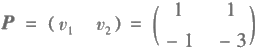 P = ( v₁  v₂ ) = ( 1  1
− 1  − 3 )